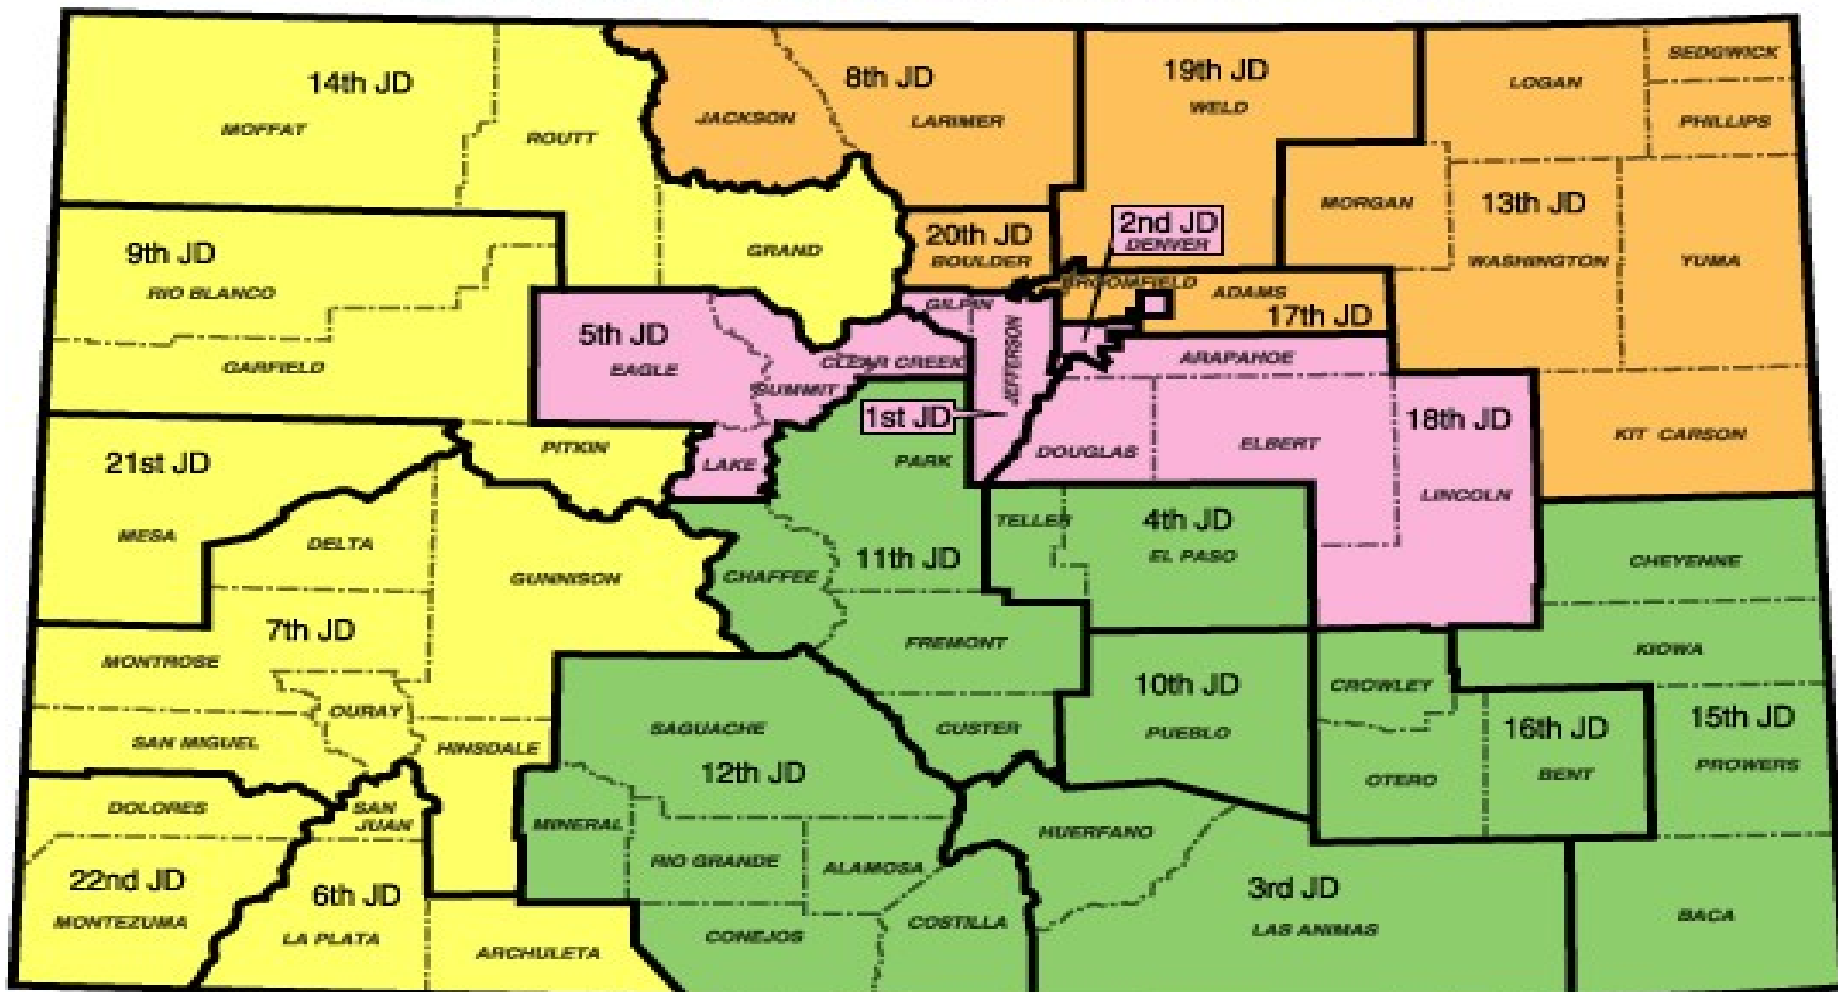 SEDGWICK
14th JD
8th JD
19th JD
LOGAN
JACKSON
LARIMER
WELD
PHILLIPS
MOFFAT
ROUTT
MORGAN
13th JD
2nd JD
DENVER
9th JD
GRAND
20th JD
BOULDER
WASHINGTON
YUMA
RIO BLANCO
BROOMFIELD
ADAMS
17th JD
GILPIN
5th JD
EAGLE
JEFFERSON
ARAPAHOE
GARFIELD
CLEAR CREEK
SUMMIT
1st JD
18th JD
PITKIN
DOUGLAS
ELBERT
KIT CARSON
21st JD
LAKE
PARK
LINCOLN
MESA
DELTA
TELLER
4th JD
EL PASO
GUNNISON
CHAFFEE
11th JD
CHEYENNE
7th JD
MONTROSE
FREMONT
KIOWA
OURAY
10th JD
CROWLEY
SAN MIGUEL
HINSDALE
SAGUACHE
CUSTER
PUEBLO
16th JD
15th JD
12th JD
OTERO
BENT
PROWERS
DOLORES
SAN
JUAN
MINERAL
HUERFANO
RIO GRANDE
ALAMOSA
22nd JD
6th JD
3rd JD
MONTEZUMA
LA PLATA
ARCHULETA
CONEJOS
COSTILLA
LAS ANIMAS
BACA